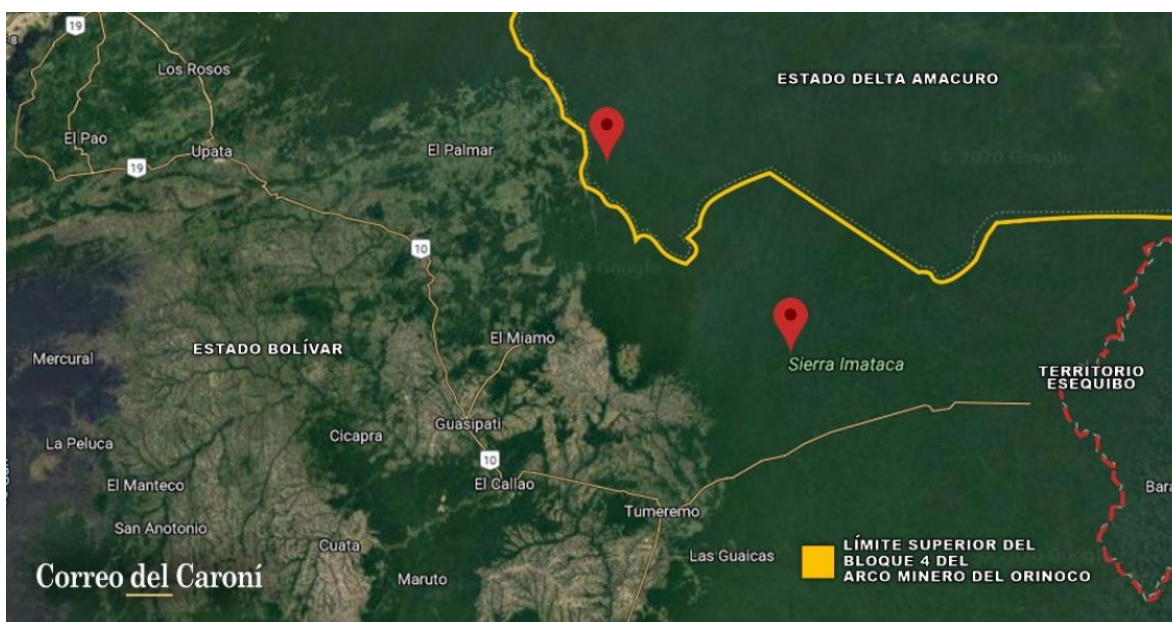 19
19
Los Rosos
ESTADO DELTA AMACURO
El Pao
Upata
El Palmar
© 2020 Google
10
Google
El Miamo
ESTADO BOLÍVAR
Mercural
Sierra Imataca
TERRITORIO
ESEQUIBO
Guasipati
Cicapra
La Peluca
10
El Manteco
El Callao
Bara
Tumeremo
San Anotonio
Cuata
Las Guaicas
LÍMITE SUPERIOR DEL
BLOQUE 4 DEL
ARCO MINERO DEL ORINOCO
Maruto
Correo del Caroní